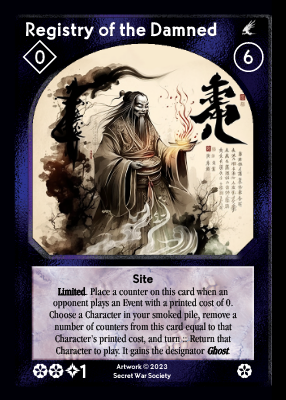 Registry of the Damned
0
6
Site
Limited. Place a counter on this card when an
opponent plays an Event with a printed cost of 0.
Choose a Character in your smoked pile, remove a
number of counters from this card equal to that
Character's printed cost, and turn :: Return that
Character to play. It gains the designator Ghost.
1
Artwork © 2023
Secret War Society